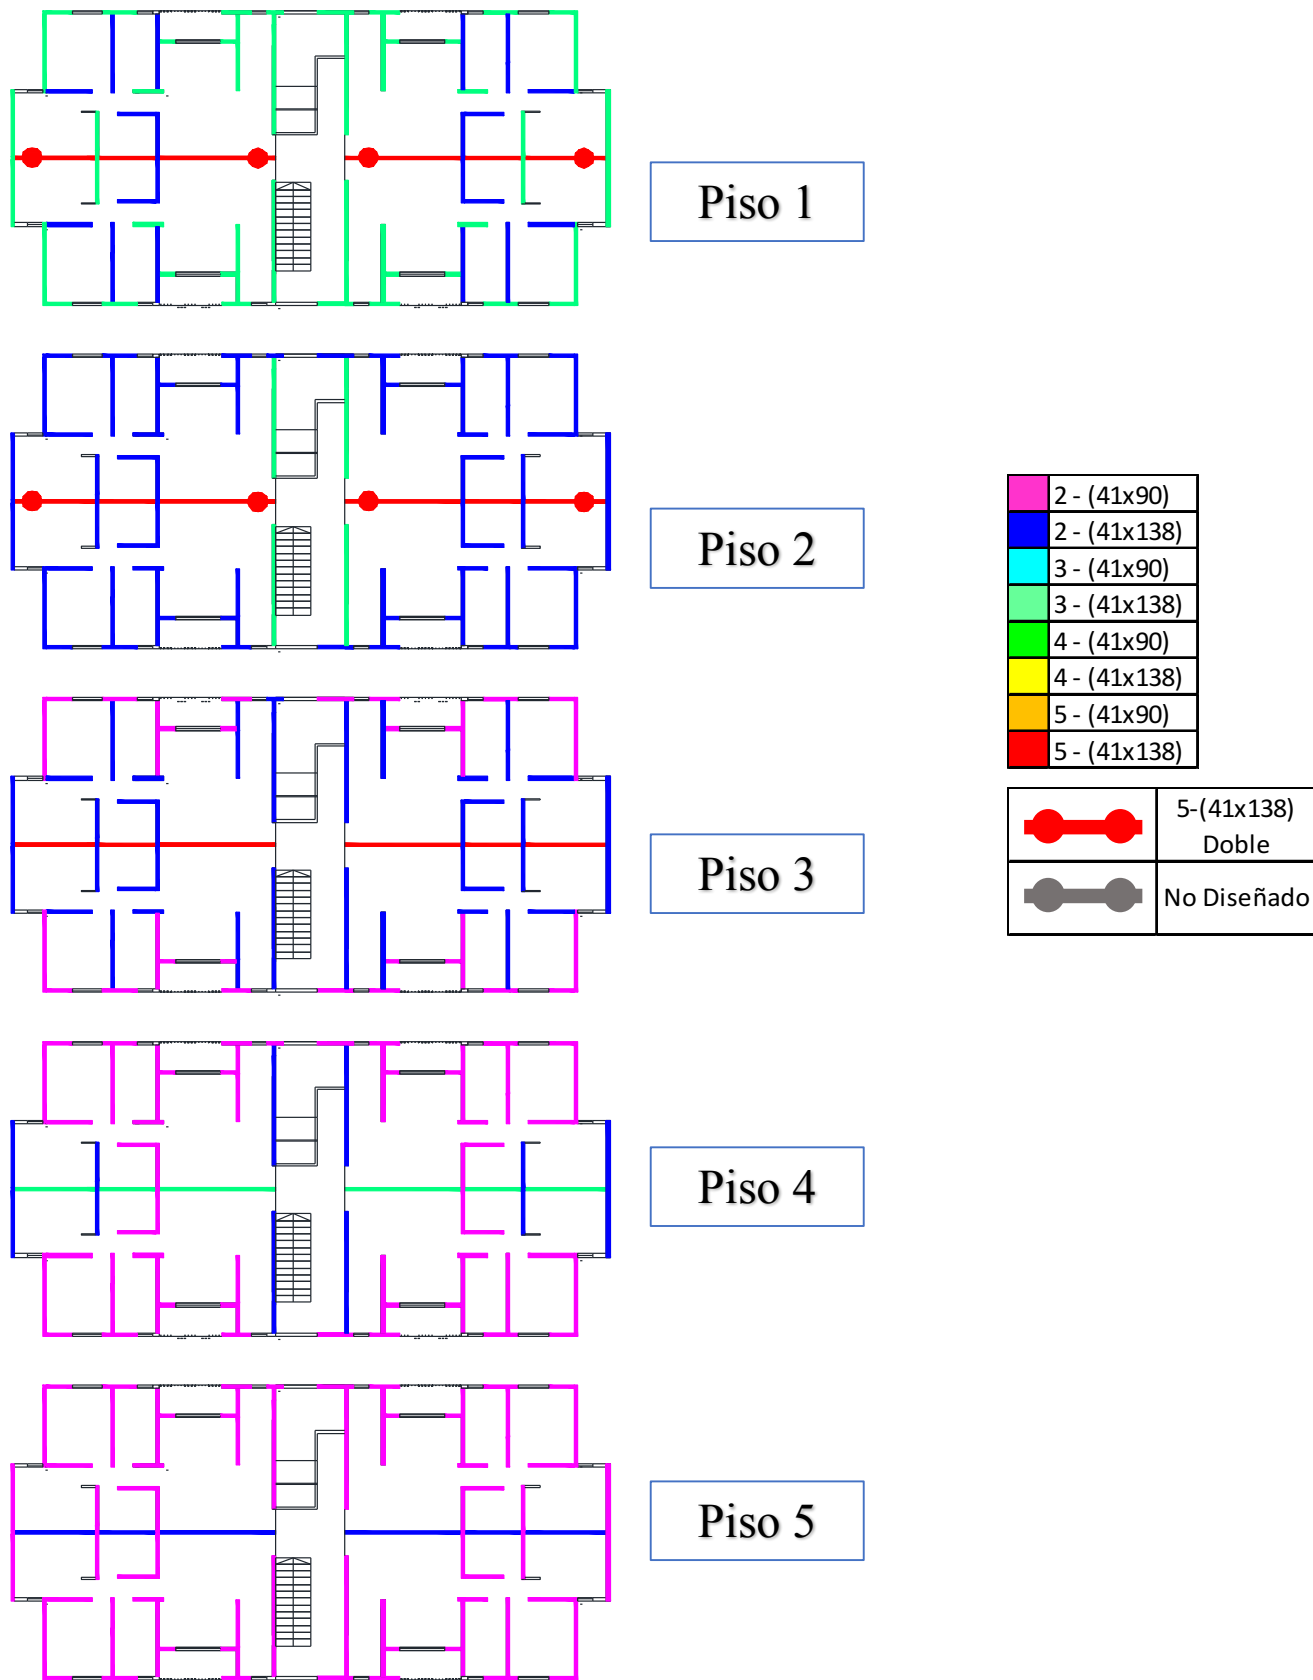 Piso 1
Piso 2
2 - (41x90)
2 - (41x138)
3 - (41x90)
3 - (41x138)
4 - (41x90)
4 - (41x138)
5 - (41x90)
5 - (41x138)
5-(41x138)
Doble
No Diseñado
Piso 3
Piso 4
Piso 5